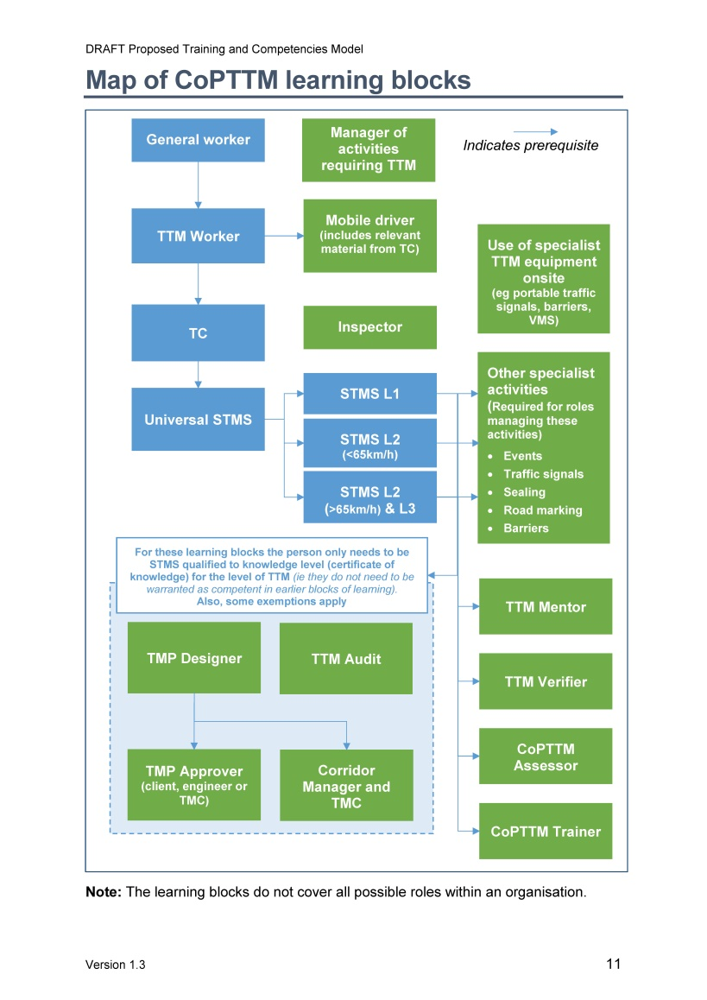 DRAFT Proposed Training and Competencies Model
Map of CoPTTM learning blocks
General worker
Manager of
activities
requiring TTM
Indicates prerequisite
TTM Worker
Mobile driver
(includes relevant
material from TC)
Use of specialist
TTM equipment
onsite
(eg portable traffic
signals, barriers,
VMS)
TC
Inspector
Other specialist
activities
(Required for roles
managing these
activities)
• Events
• Traffic signals
• Sealing
• Road marking
• Barriers
Universal STMS
STMS L1
STMS L2
(<65km/h)
STMS L2
(>65km/h) & L3
For these learning blocks the person only needs to be
STMS qualified to knowledge level (certificate of
knowledge) for the level of TTM (ie they do not need to be
warranted as competent in earlier blocks of learning).
Also, some exemptions apply
TMP Designer
TTM Audit
TMP Approver
(client, engineer or
TMC)
Corridor
Manager and
TMC
TTM Mentor
TTM Verifier
CoPTTM
Assessor
CoPTTM Trainer
Note: The learning blocks do not cover all possible roles within an organisation.
Version 1.3
11